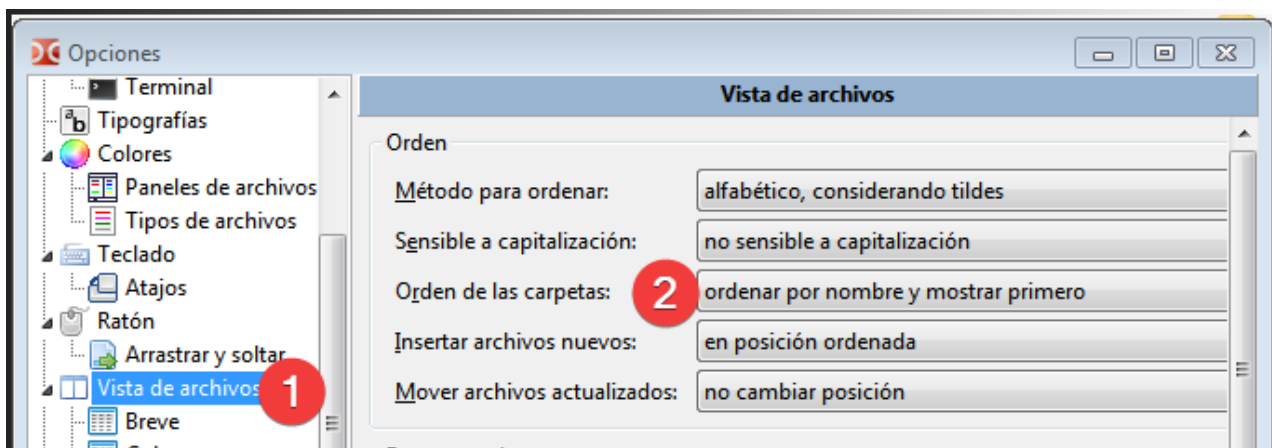 Opciones
Terminal
Tipografías
Colores
Paneles de archivos
Tipos de archivos
Teclado
Atajos
Ratón
Arrastrar y soltar
Vista de archivos 1
Breve
Vista de archivos
Orden
Método para ordenar: alfabético, considerando tildes
Sensible a capitalización: no sensible a capitalización
Orden de las carpetas: 2 ordenar por nombre y mostrar primero
Insertar archivos nuevos: en posición ordenada
Mover archivos actualizados: no cambiar posición